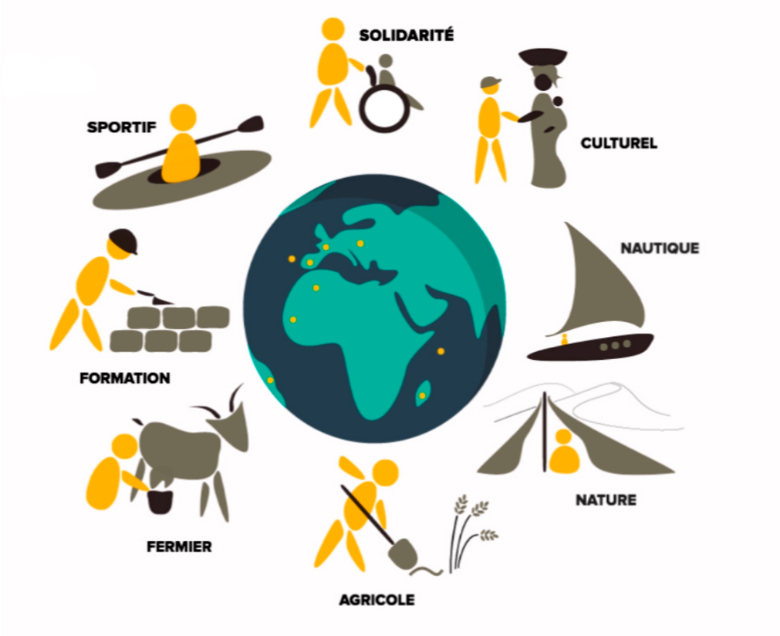 SOLIDARITÉ
SPORTIF
CULTUREL
NAUTIQUE
FORMATION
NATURE
FERMIER
AGRICOLE